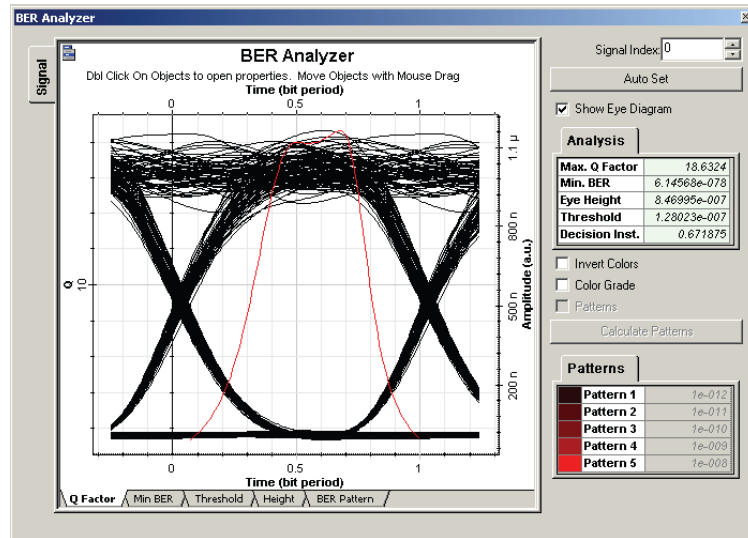 BER Analyzer
Signal
BER Analyzer
Dbl Click On Objects to open properties. Move Objects with Mouse Drag
Time (bit period)
0 0.5 1
Q
10
Amplitude (a.u.)
1.1 µ
800 n
500 n
200 n
0 0.5 1
Time (bit period)
Q Factor Min BER Threshold Height BER Pattern
Signal Index: 0
Auto Set
Show Eye Diagram
Analysis
Max. Q Factor 18.6324
Min. BER 6.14568e-078
Eye Height 8.46995e-007
Threshold 1.28023e-007
Decision Inst. 0.671875
Invert Colors
Color Grade
Patterns
Calculate Patterns
Patterns
Pattern 1 1e-012
Pattern 2 1e-011
Pattern 3 1e-010
Pattern 4 1e-009
Pattern 5 1e-008